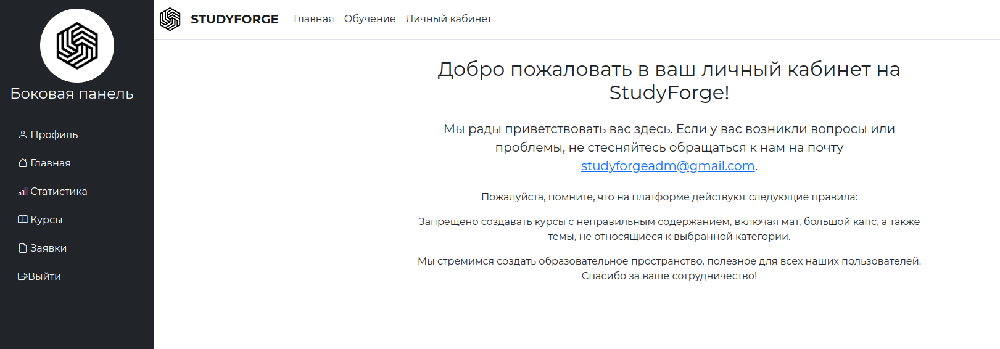 STUDYFORGE Главная Обучение Личный кабинет
Боковая панель
Профиль
Главная
Статистика
Курсы
Заявки
Выйти
Добро пожаловать в ваш личный кабинет на
StudyForge!
Мы рады приветствовать вас здесь. Если у вас возникли вопросы или
проблемы, не стесняйтесь обращаться к нам на почту
studyforgeadm@gmail.com.
Пожалуйста, помните, что на платформе действуют следующие правила:
Запрещено создавать курсы с неправильным содержанием, включая мат, большой капс, а также
темы, не относящиеся к выбранной категории.
Мы стремимся создать образовательное пространство, полезное для всех наших пользователей.
Спасибо за ваше сотрудничество!